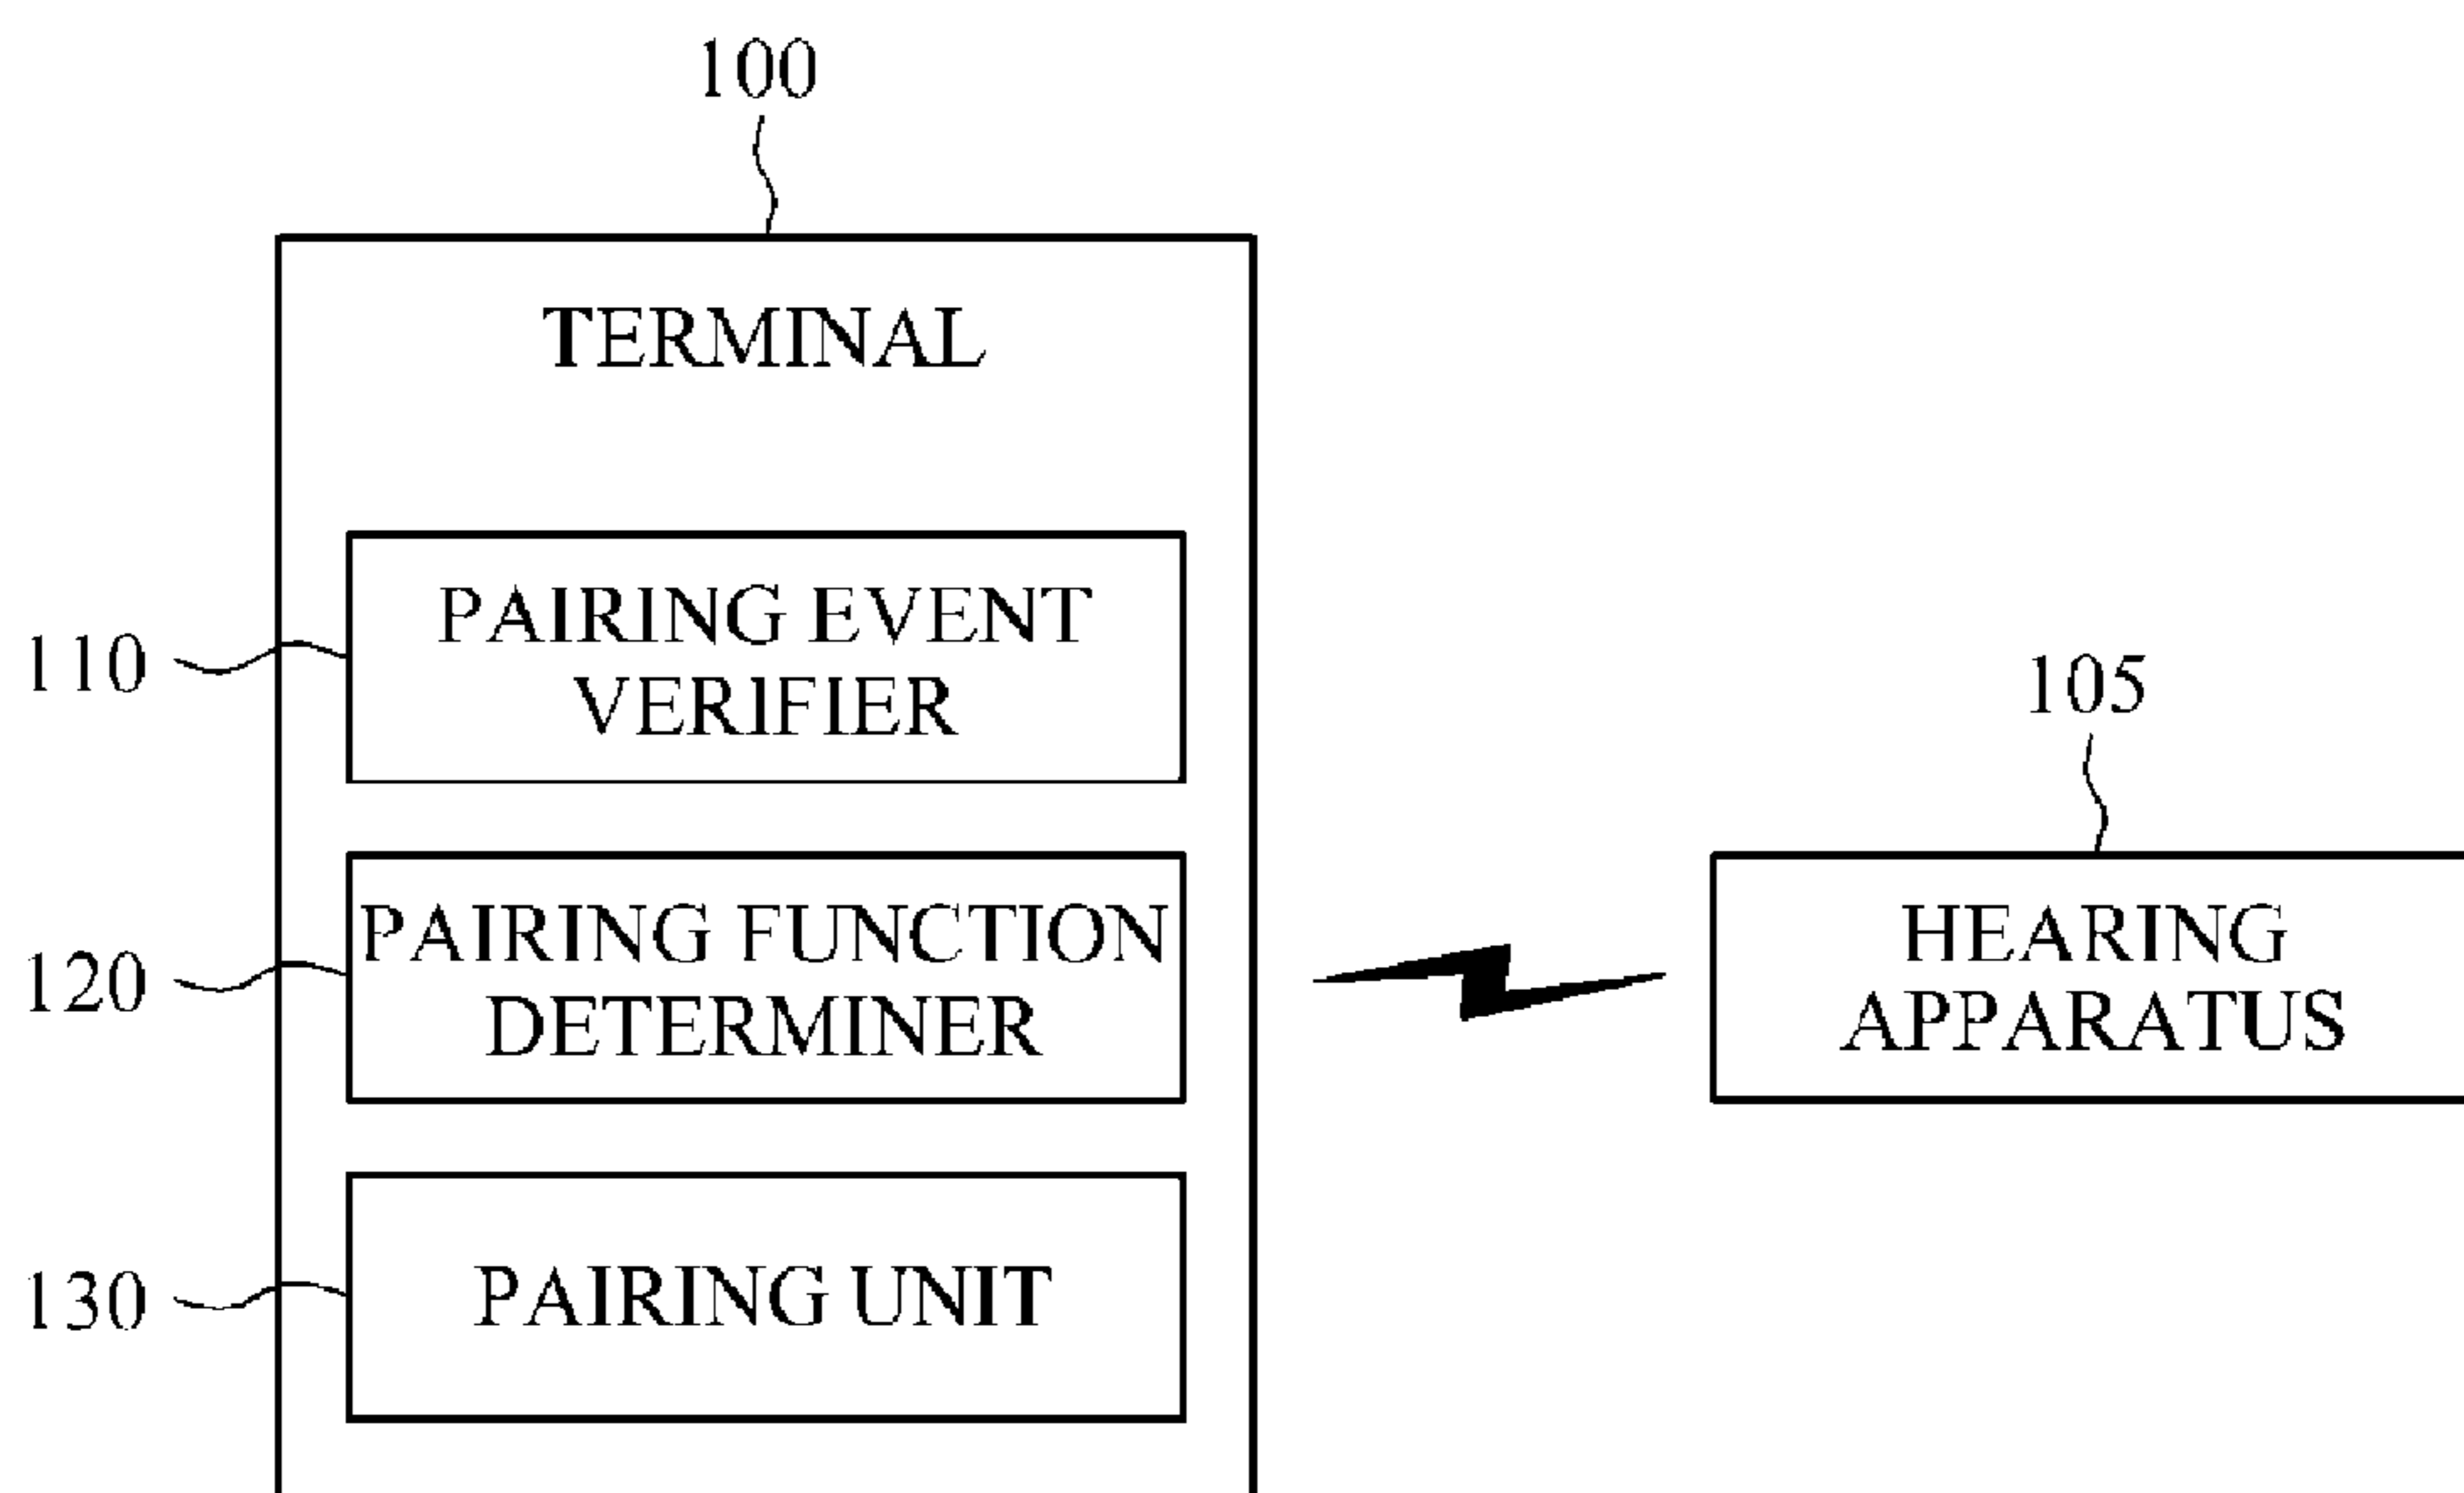 100
TERMINAL
110
PAIRING EVENT
VERIFIER
120
PAIRING FUNCTION
DETERMINER
130
PAIRING UNIT
105
HEARING
APPARATUS